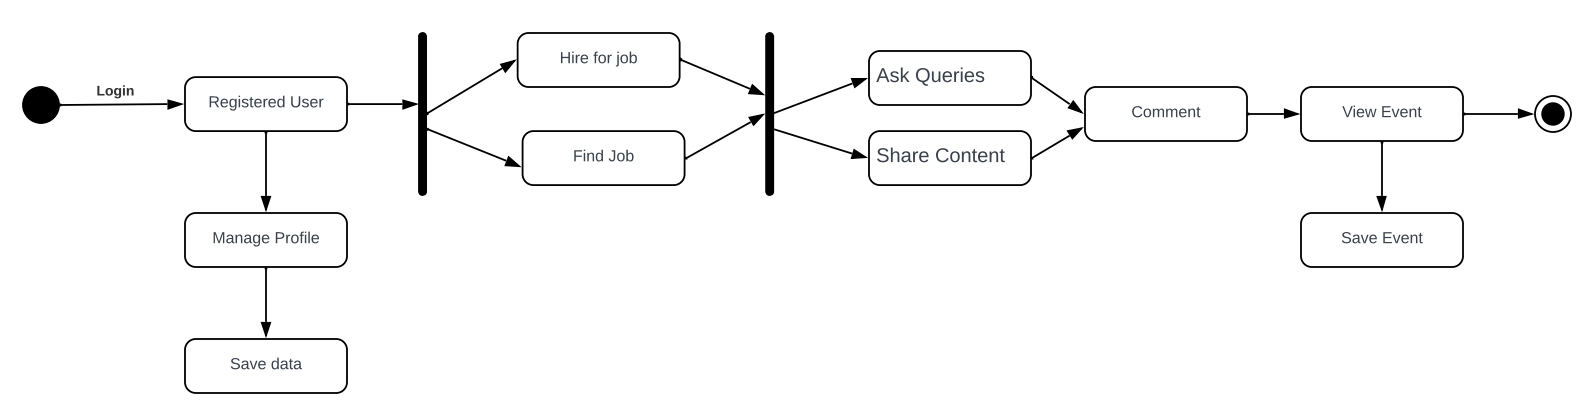 Login
Registered User
Hire for job
Find Job
Ask Queries
Share Content
Comment
View Event
Manage Profile
Save Event
Save data